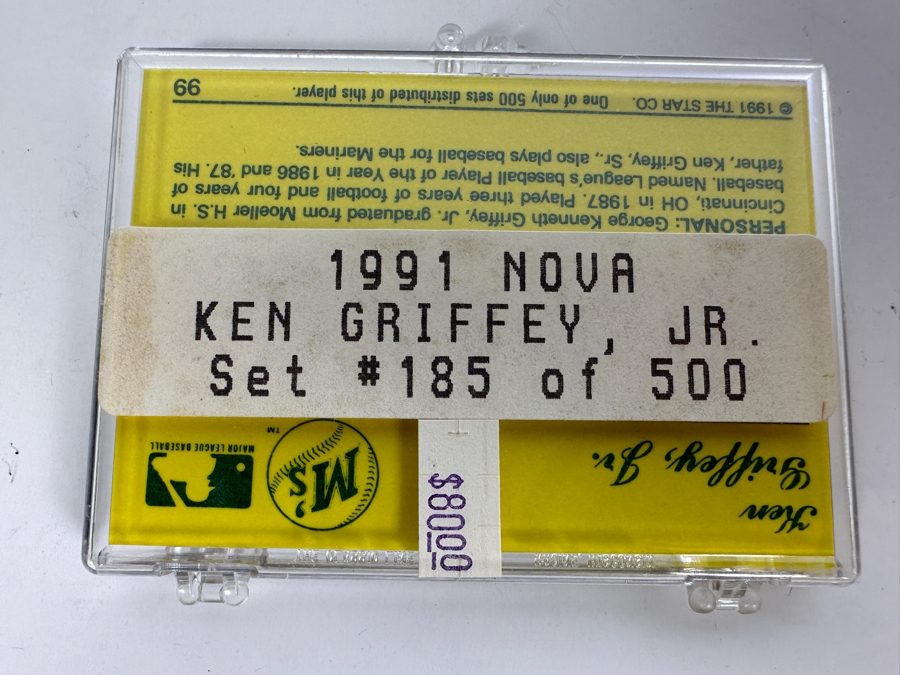 1991 NOVA
KEN GRIFFEY, JR.
Set #185 of 500
$80.00
Ken
Griffey, Jr.
M's
TM
MAJOR LEAGUE BASEBALL
PERSONAL: George Kenneth Griffey, Jr. graduated from Moeller H.S. in
Cincinnati, OH in 1987. Played three years of football and four years of
baseball. Named League's baseball Player of the Year in 1986 and '87. His
father, Ken Griffey, Sr., also plays baseball for the Mariners.
© 1991 THE STAR CO. One of only 500 sets distributed of this player. 99